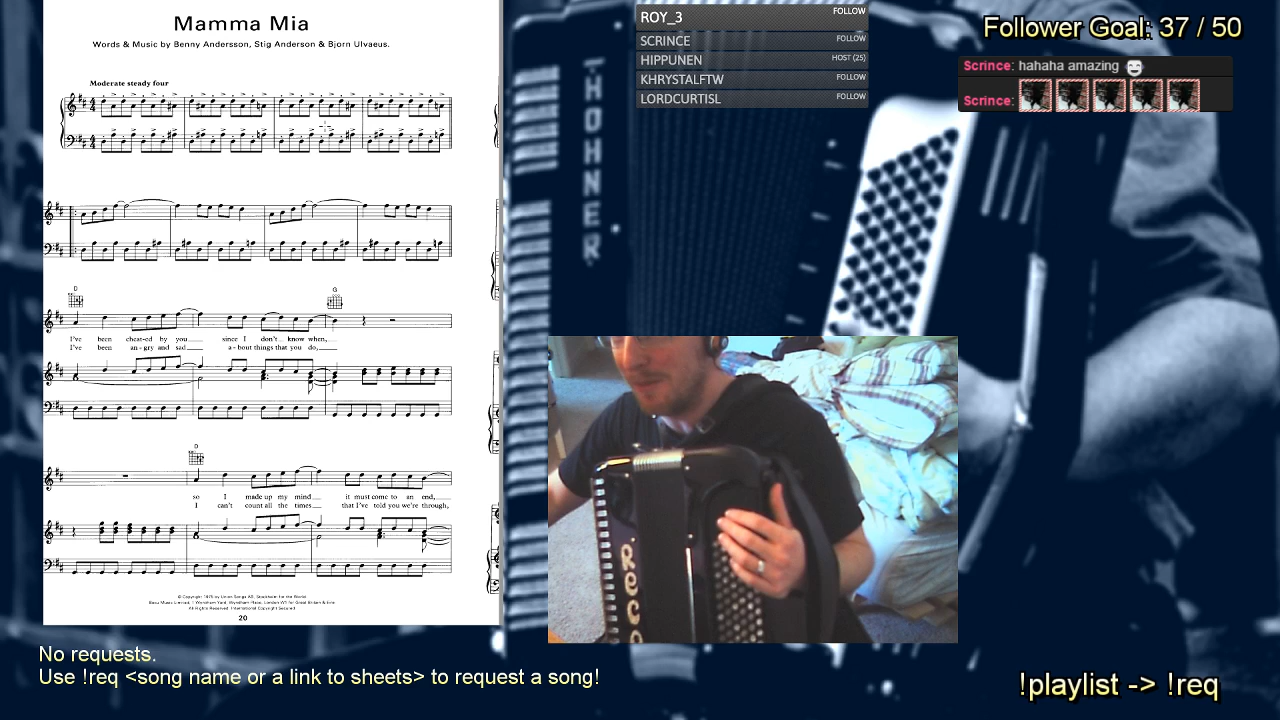 Mamma Mia
Words & Music by Benny Andersson, Stig Anderson & Bjorn Ulvaeus.
Moderate steady four
D
G
I've been cheat-ed by you since I don't know when,
I've been an-gry and sad a-bout things that you do,
D
so I made up my mind it must come to an end,
I can't count all the times that I've told you we're through,
20
No requests.
Use !req <song name or a link to sheets> to request a song!
ROY_3 FOLLOW
SCRINCE FOLLOW
HIPPUNEN HOST (25)
KHRYSTALFTW FOLLOW
LORDCURTISL FOLLOW
HOHNER
Follower Goal: 37 / 50
Scrince: hahaha amazing
Scrince:
RECO
!playlist -> !req